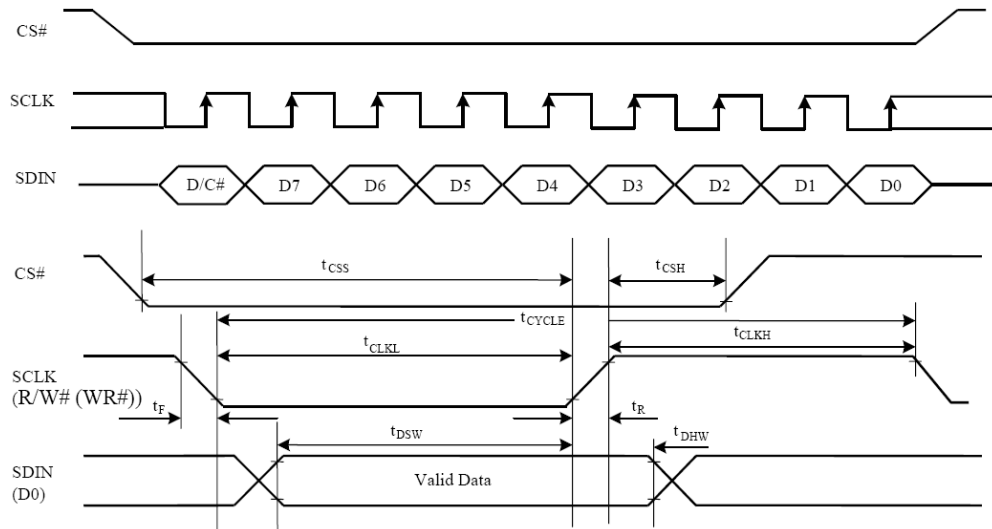 CS#
SCLK
SDIN
D/C# D7 D6 D5 D4 D3 D2 D1 D0
CS#
tCSS
tCSH
tCYCLE
tCLKL
tCLKH
SCLK
(R/W# (WR#))
tF
tR
tDSW
tDHW
SDIN
(D0)
Valid Data